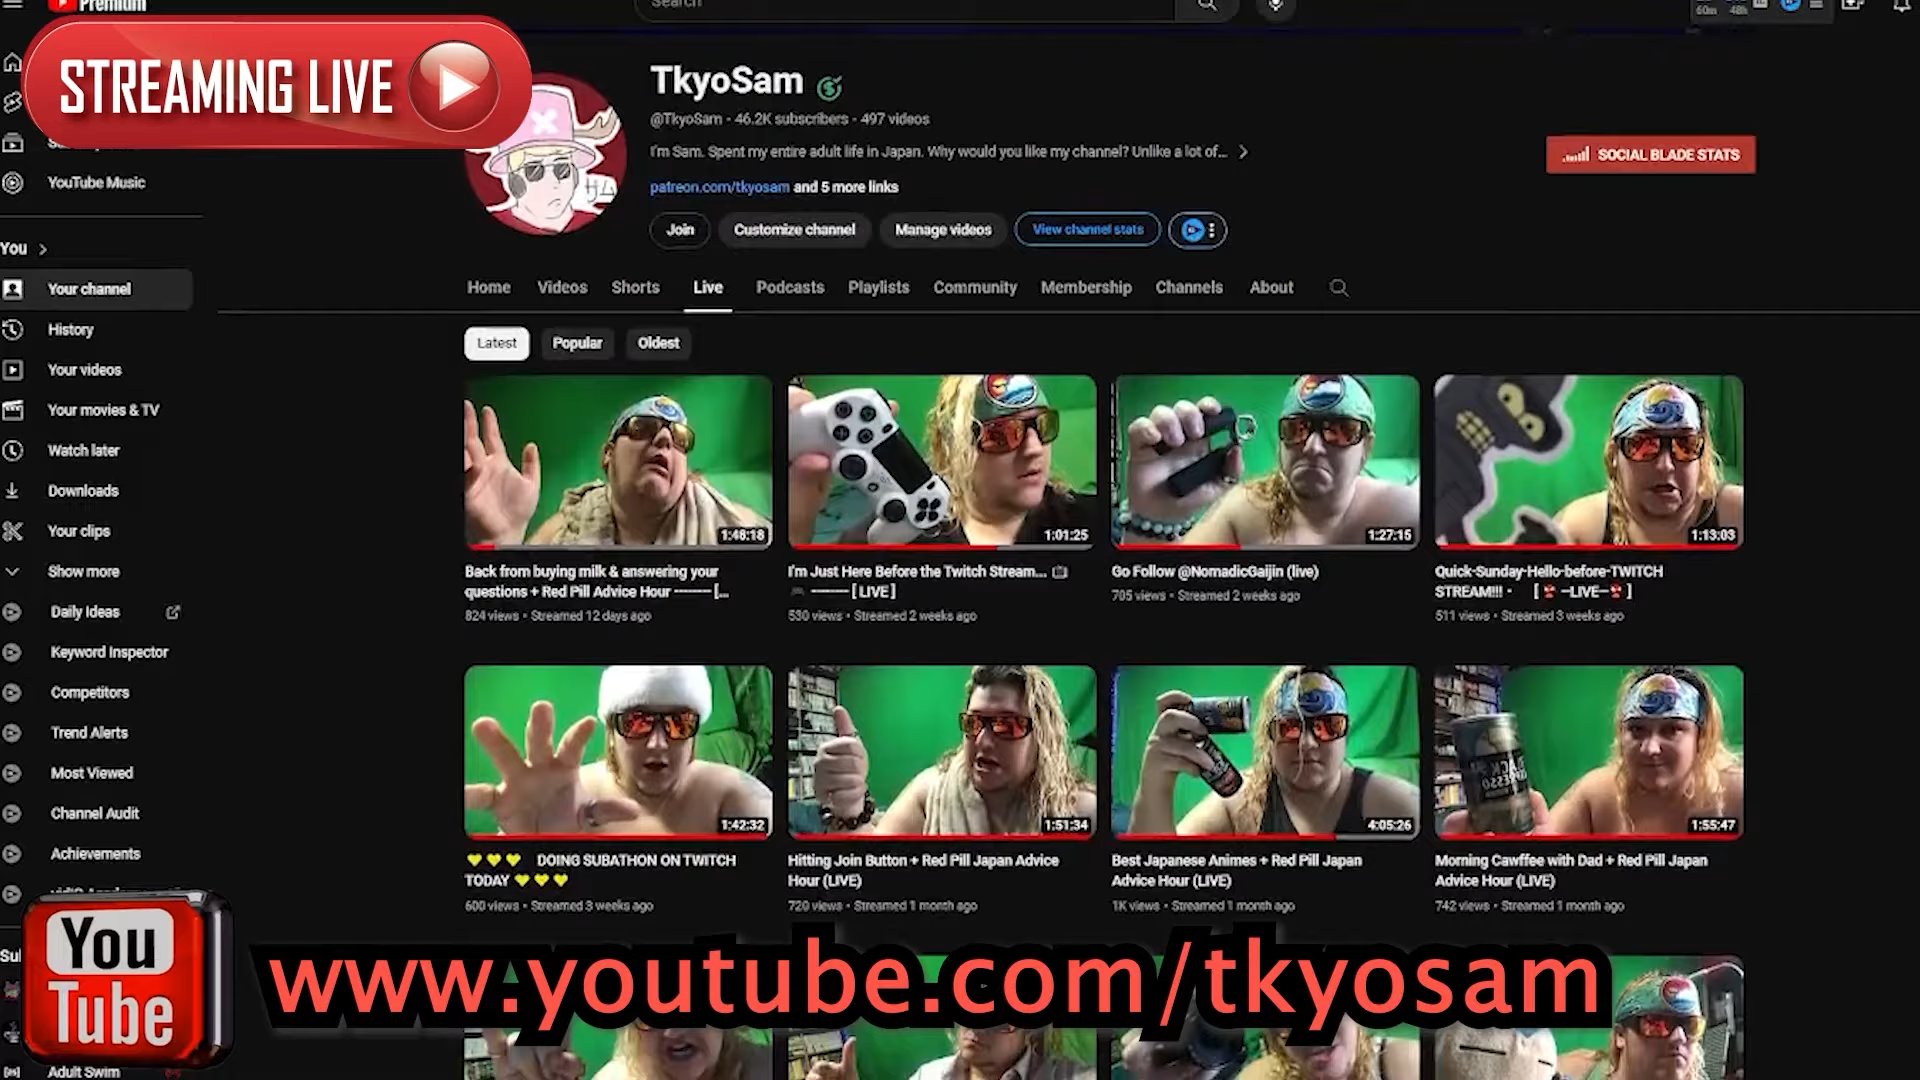 Premium
Search
60m 48h
STREAMING LIVE
TkyoSam
@TkyoSam • 46.2K subscribers • 497 videos
I'm Sam. Spent my entire adult life in Japan. Why would you like my channel? Unlike a lot of...
patreon.com/tkyosam and 5 more links
SOCIAL BLADE STATS
Join
Customize channel
Manage videos
View channel stats
YouTube Music
You
Your channel
History
Your videos
Your movies & TV
Watch later
Downloads
Your clips
Show more
Daily Ideas
Keyword Inspector
Competitors
Trend Alerts
Most Viewed
Channel Audit
Achievements
Adult Swim
Home
Videos
Shorts
Live
Podcasts
Playlists
Community
Membership
Channels
About
Latest
Popular
Oldest
1:48:18
1:01:25
1:27:15
1:13:03
Back from buying milk & answering your
questions + Red Pill Advice Hour -------- [...
824 views • Streamed 12 days ago
I'm Just Here Before the Twitch Stream...
-------- [ LIVE ]
530 views • Streamed 2 weeks ago
Go Follow @NomadicGaijin (live)
705 views • Streamed 2 weeks ago
Quick-Sunday-Hello-before-TWITCH
STREAM!!! • [ —LIVE— ]
511 views • Streamed 3 weeks ago
1:42:32
1:51:34
4:05:26
1:55:47
DOING SUBATHON ON TWITCH
TODAY
600 views • Streamed 3 weeks ago
Hitting Join Button + Red Pill Japan Advice
Hour (LIVE)
720 views • Streamed 1 month ago
Best Japanese Animes + Red Pill Japan
Advice Hour (LIVE)
1K views • Streamed 1 month ago
Morning Cawffee with Dad + Red Pill Japan
Advice Hour (LIVE)
742 views • Streamed 1 month ago
You
Tube
www.youtube.com/tkyosam